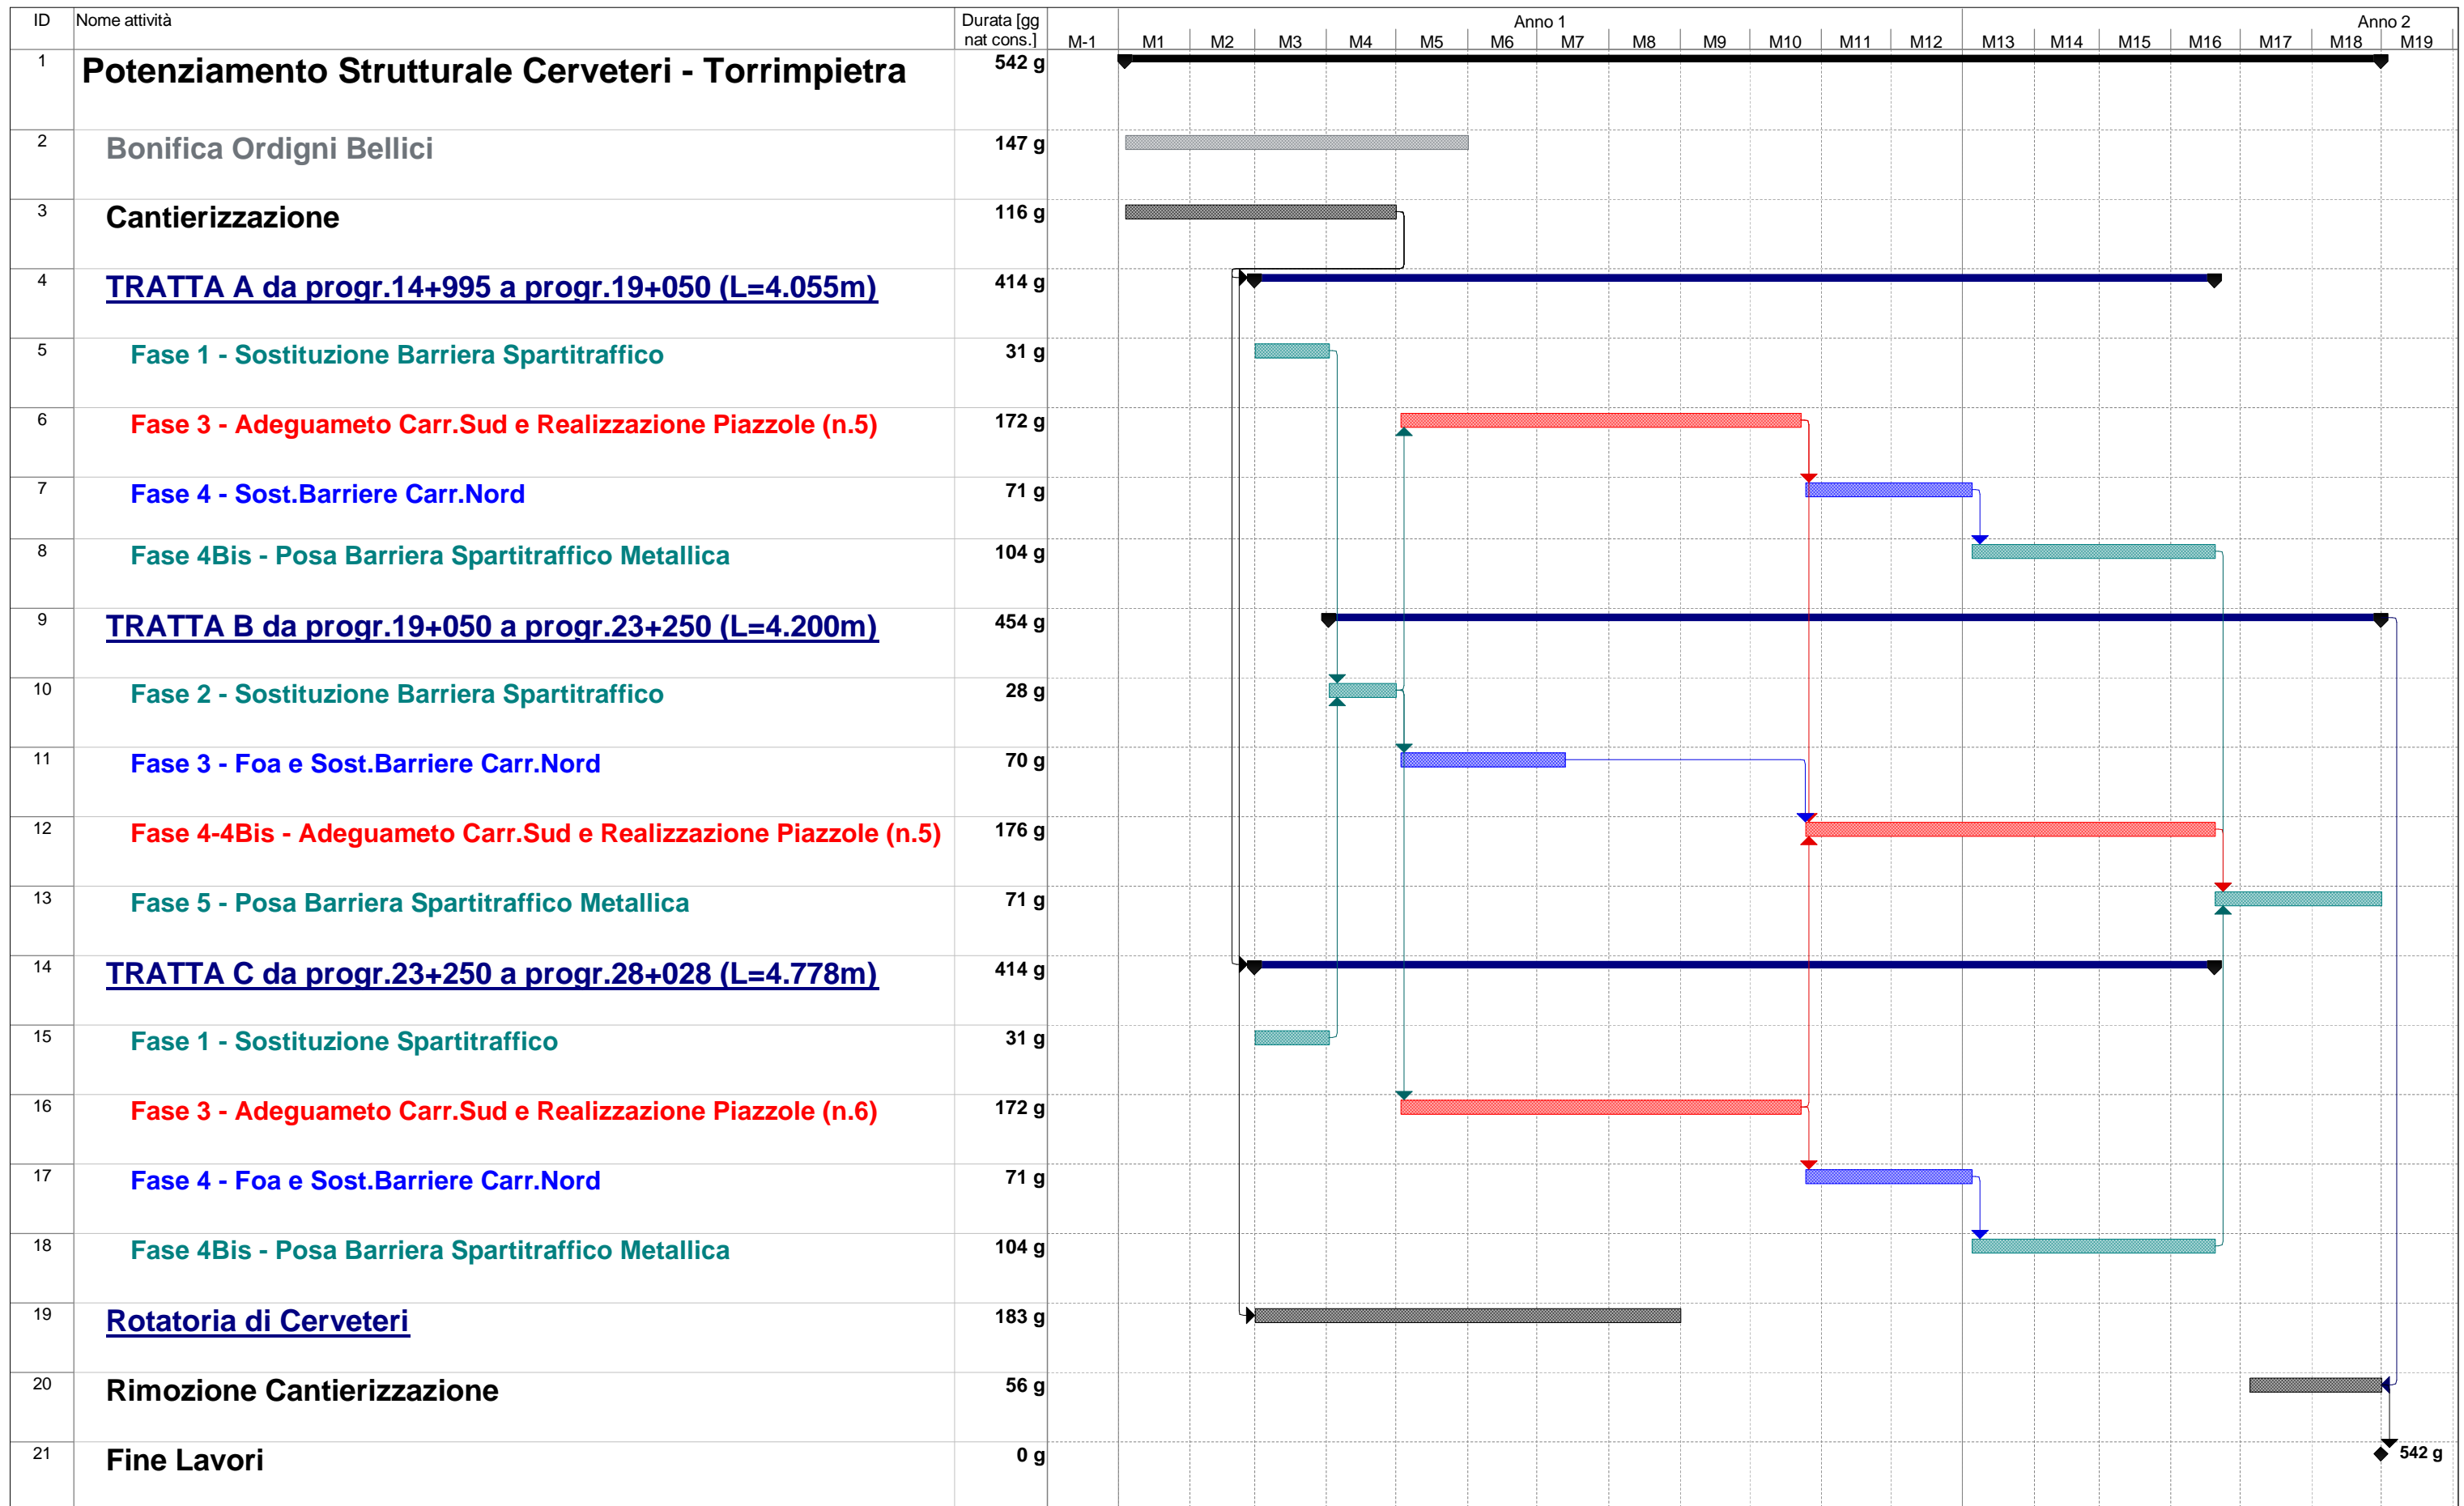 ID Nome attività Durata [gg Anno 1 Anno 2
nat cons.] M-1 M1 M2 M3 M4 M5 M6 M7 M8 M9 M10 M11 M12 M13 M14 M15 M16 M17 M18 M19
1 Potenziamento Strutturale Cerveteri - Torrimpietra 542 g
2 Bonifica Ordigni Bellici 147 g
3 Cantierizzazione 116 g
4 TRATTA A da progr.14+995 a progr.19+050 (L=4.055m) 414 g
5 Fase 1 - Sostituzione Barriera Spartitraffico 31 g
6 Fase 3 - Adeguameto Carr.Sud e Realizzazione Piazzole (n.5) 172 g
7 Fase 4 - Sost.Barriere Carr.Nord 71 g
8 Fase 4Bis - Posa Barriera Spartitraffico Metallica 104 g
9 TRATTA B da progr.19+050 a progr.23+250 (L=4.200m) 454 g
10 Fase 2 - Sostituzione Barriera Spartitraffico 28 g
11 Fase 3 - Foa e Sost.Barriere Carr.Nord 70 g
12 Fase 4-4Bis - Adeguameto Carr.Sud e Realizzazione Piazzole (n.5) 176 g
13 Fase 5 - Posa Barriera Spartitraffico Metallica 71 g
14 TRATTA C da progr.23+250 a progr.28+028 (L=4.778m) 414 g
15 Fase 1 - Sostituzione Spartitraffico 31 g
16 Fase 3 - Adeguameto Carr.Sud e Realizzazione Piazzole (n.6) 172 g
17 Fase 4 - Foa e Sost.Barriere Carr.Nord 71 g
18 Fase 4Bis - Posa Barriera Spartitraffico Metallica 104 g
19 Rotatoria di Cerveteri 183 g
20 Rimozione Cantierizzazione 56 g
21 Fine Lavori 0 g 542 g